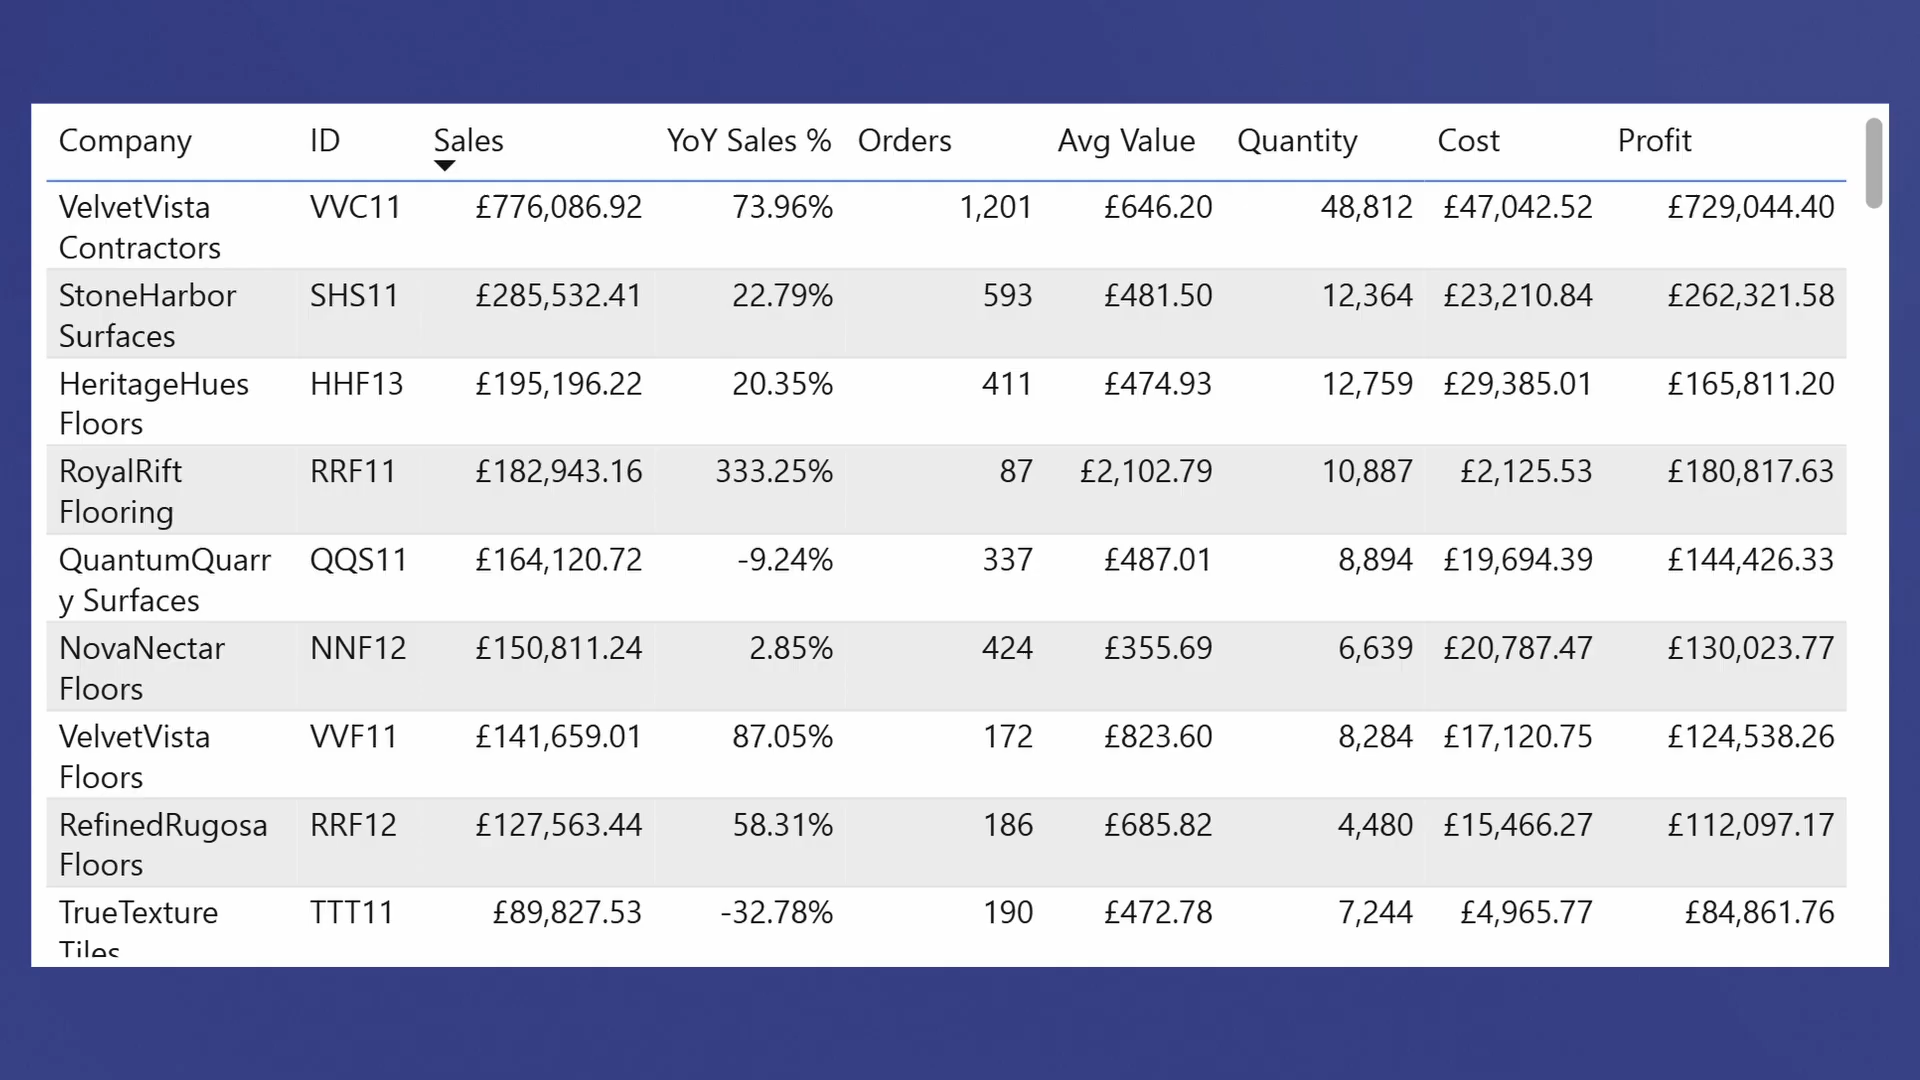 Company ID Sales YoY Sales % Orders Avg Value Quantity Cost Profit
VelvetVista VVC11 £776,086.92 73.96% 1,201 £646.20 48,812 £47,042.52 £729,044.40
Contractors
StoneHarbor SHS11 £285,532.41 22.79% 593 £481.50 12,364 £23,210.84 £262,321.58
Surfaces
HeritageHues HHF13 £195,196.22 20.35% 411 £474.93 12,759 £29,385.01 £165,811.20
Floors
RoyalRift RRF11 £182,943.16 333.25% 87 £2,102.79 10,887 £2,125.53 £180,817.63
Flooring
QuantumQuarr QQS11 £164,120.72 -9.24% 337 £487.01 8,894 £19,694.39 £144,426.33
y Surfaces
NovaNectar NNF12 £150,811.24 2.85% 424 £355.69 6,639 £20,787.47 £130,023.77
Floors
VelvetVista VVF11 £141,659.01 87.05% 172 £823.60 8,284 £17,120.75 £124,538.26
Floors
RefinedRugosa RRF12 £127,563.44 58.31% 186 £685.82 4,480 £15,466.27 £112,097.17
Floors
TrueTexture TTT11 £89,827.53 -32.78% 190 £472.78 7,244 £4,965.77 £84,861.76
Tiles